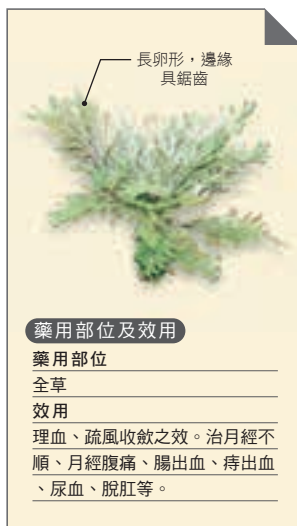 長卵形，邊緣
具鋸齒
藥用部位及效用
藥用部位
全草
效用
理血、疏風收斂之效。治月經不
順、月經腹痛、腸出血、痔出血
、尿血、脫肛等。